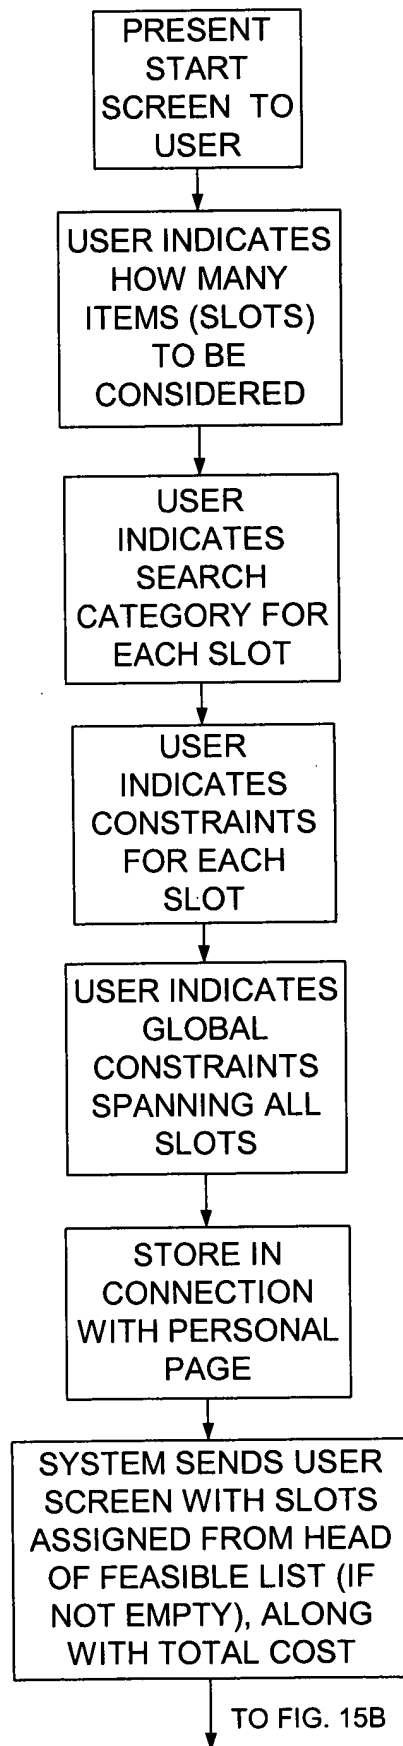 PRESENT
START
SCREEN TO
USER
USER INDICATES
HOW MANY
ITEMS (SLOTS)
TO BE
CONSIDERED
USER
INDICATES
SEARCH
CATEGORY FOR
EACH SLOT
USER
INDICATES
CONSTRAINTS
FOR EACH
SLOT
USER INDICATES
GLOBAL
CONSTRAINTS
SPANNING ALL
SLOTS
STORE IN
CONNECTION
WITH PERSONAL
PAGE
SYSTEM SENDS USER
SCREEN WITH SLOTS
ASSIGNED FROM HEAD
OF FEASIBLE LIST (IF
NOT EMPTY), ALONG
WITH TOTAL COST
TO FIG. 15B